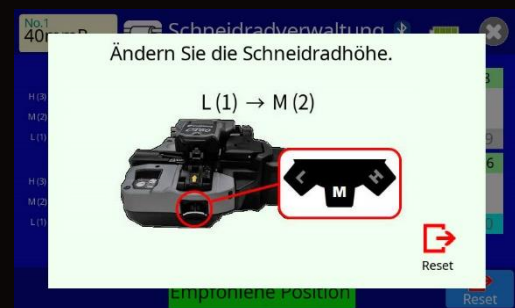 No.1
40mmB
Schneidradverwaltung
Ändern Sie die Schneidradhöhe.
L (1) → M (2)
H (3)
M (2)
L (1)
L M H
H (3)
M (2)
L (1)
Reset
Empfohlene Position
Reset